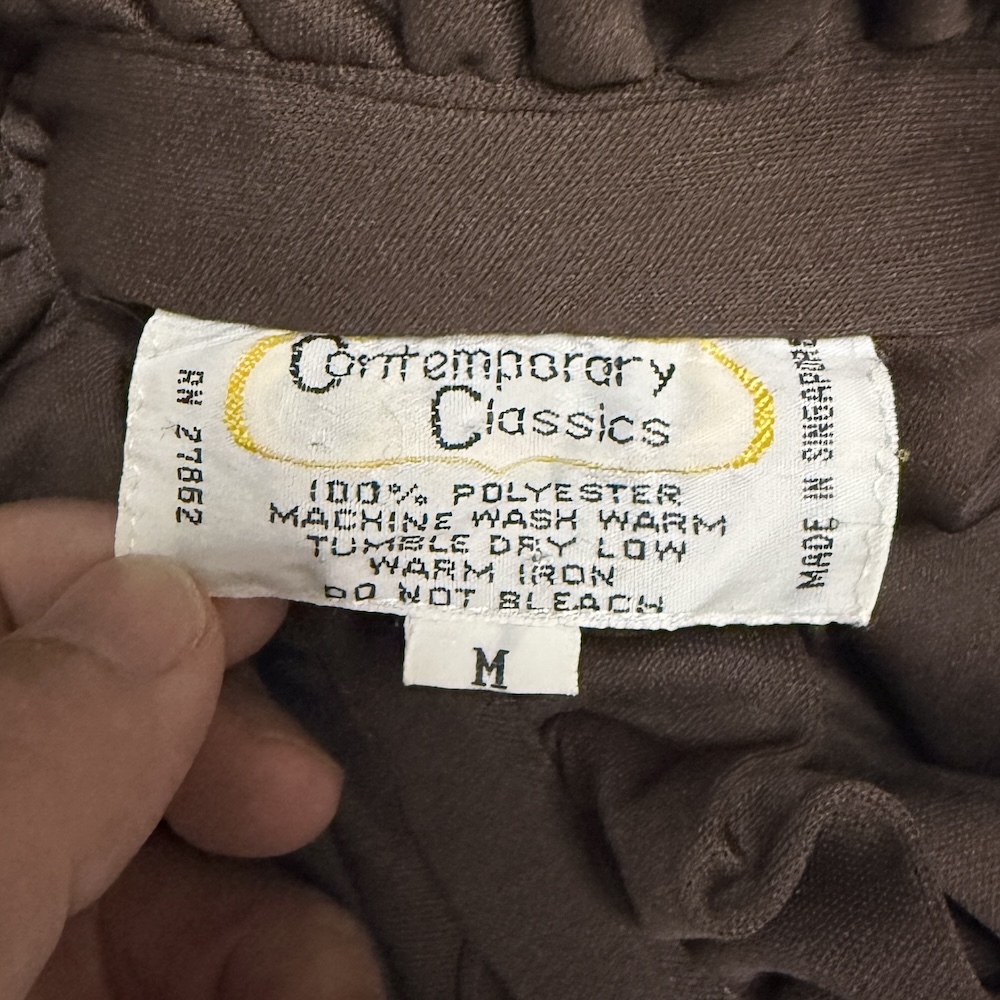 Contemporary
Classics
100% POLYESTER
MACHINE WASH WARM
TUMBLE DRY LOW
WARM IRON
DO NOT BLEACH
RN 27862
MADE IN SINGAPORE
M